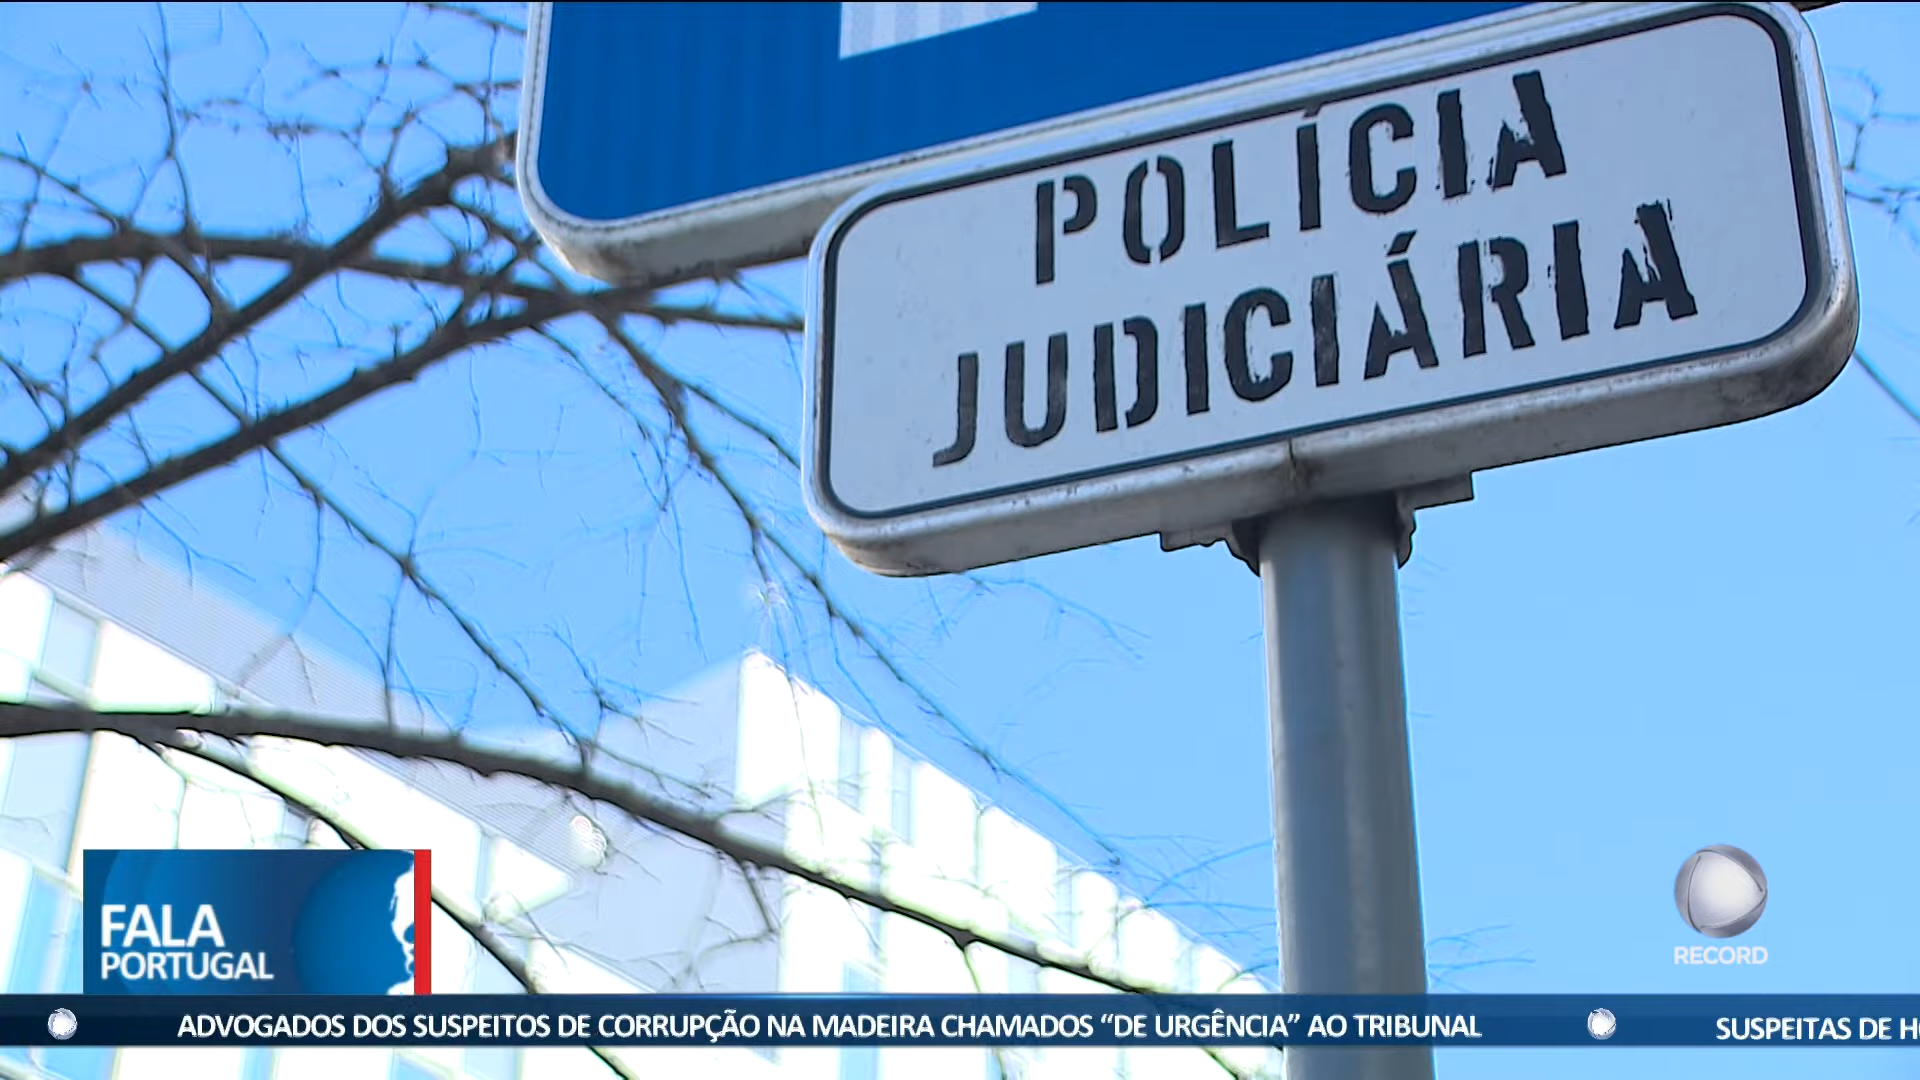 POLÍCIA
JUDICIÁRIA
FALA
PORTUGAL
RECORD
ADVOGADOS DOS SUSPEITOS DE CORRUPÇÃO NA MADEIRA CHAMADOS “DE URGÊNCIA” AO TRIBUNAL
SUSPEITAS DE